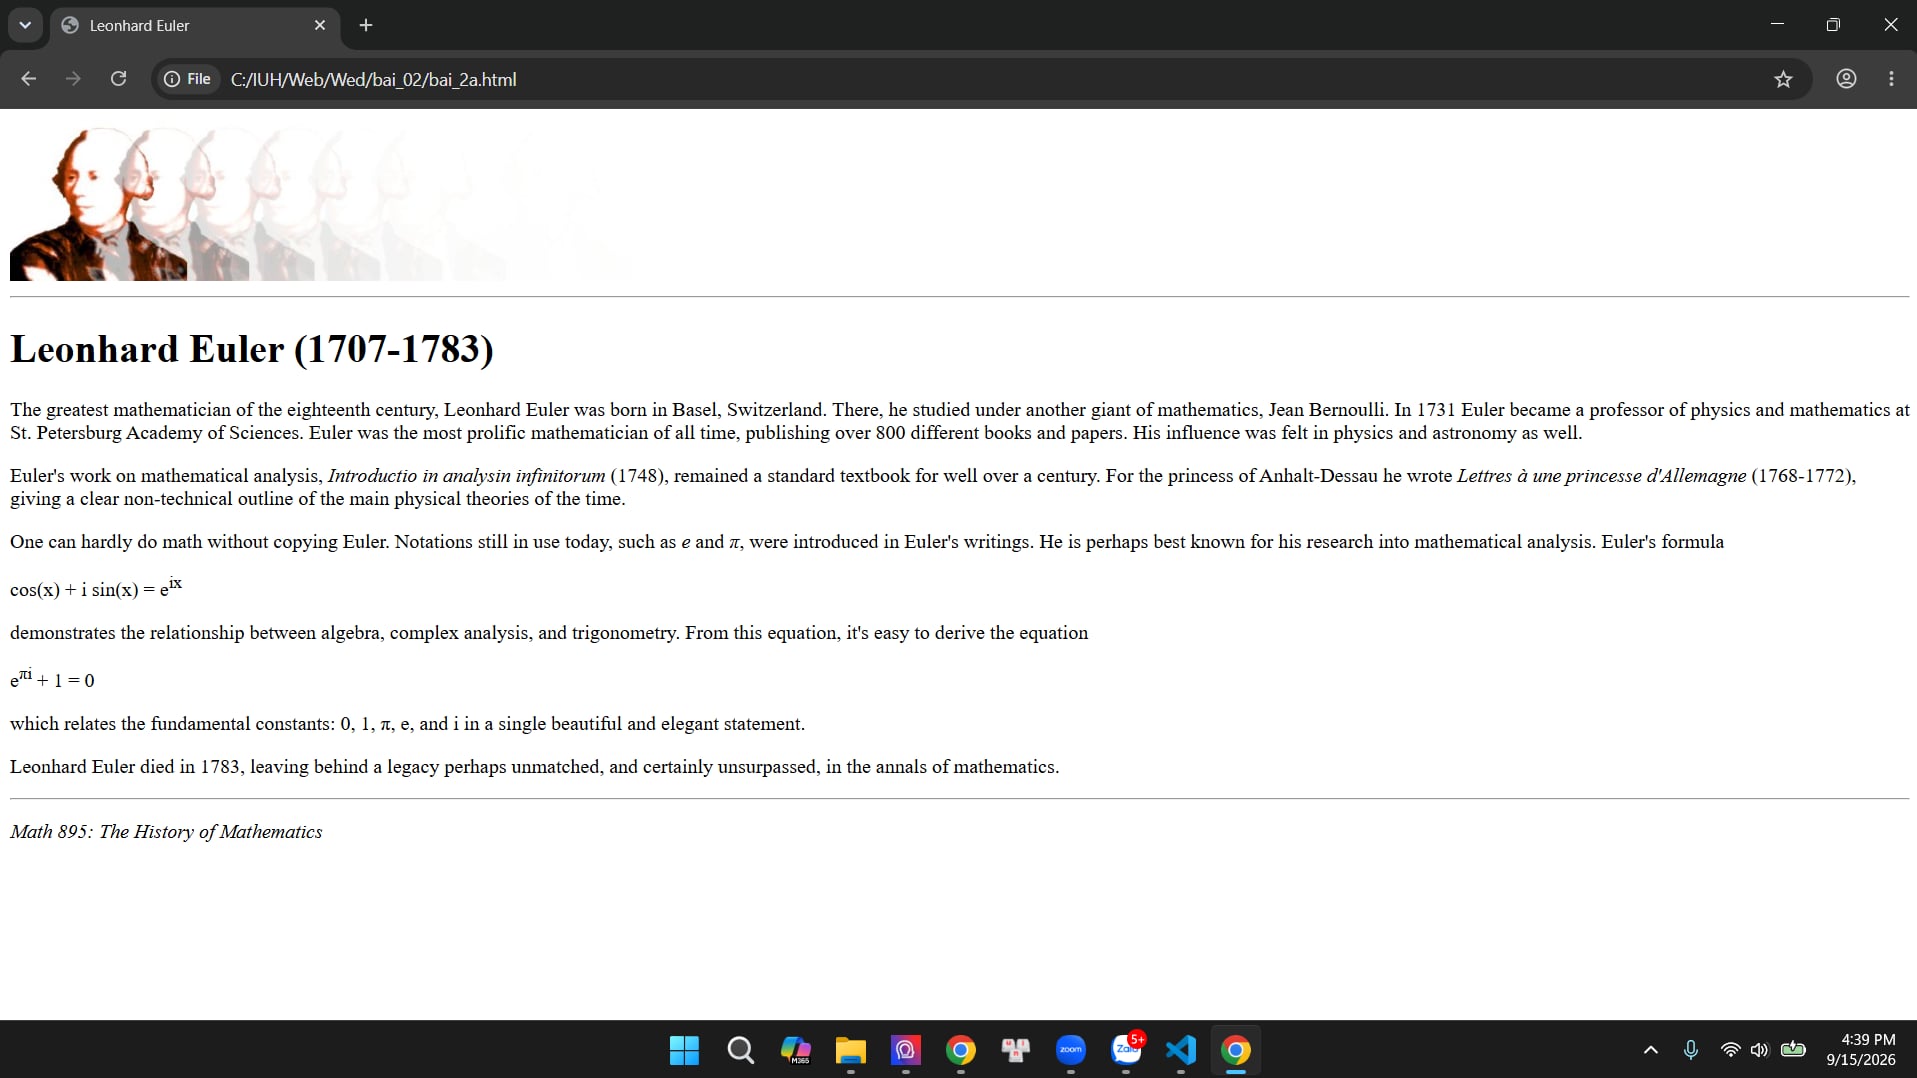 Leonhard Euler
File C:/IUH/Web/Wed/bai_02/bai_2a.html
Leonhard Euler (1707-1783)
The greatest mathematician of the eighteenth century, Leonhard Euler was born in Basel, Switzerland. There, he studied under another giant of mathematics, Jean Bernoulli. In 1731 Euler became a professor of physics and mathematics at
St. Petersburg Academy of Sciences. Euler was the most prolific mathematician of all time, publishing over 800 different books and papers. His influence was felt in physics and astronomy as well.
Euler's work on mathematical analysis, Introductio in analysin infinitorum (1748), remained a standard textbook for well over a century. For the princess of Anhalt-Dessau he wrote Lettres à une princesse d'Allemagne (1768-1772),
giving a clear non-technical outline of the main physical theories of the time.
One can hardly do math without copying Euler. Notations still in use today, such as e and π, were introduced in Euler's writings. He is perhaps best known for his research into mathematical analysis. Euler's formula
cos(x) + i sin(x) = e^ix
demonstrates the relationship between algebra, complex analysis, and trigonometry. From this equation, it's easy to derive the equation
e^πi + 1 = 0
which relates the fundamental constants: 0, 1, π, e, and i in a single beautiful and elegant statement.
Leonhard Euler died in 1783, leaving behind a legacy perhaps unmatched, and certainly unsurpassed, in the annals of mathematics.
Math 895: The History of Mathematics
M365
zoom
Zalo
5+
4:39 PM
9/15/2026